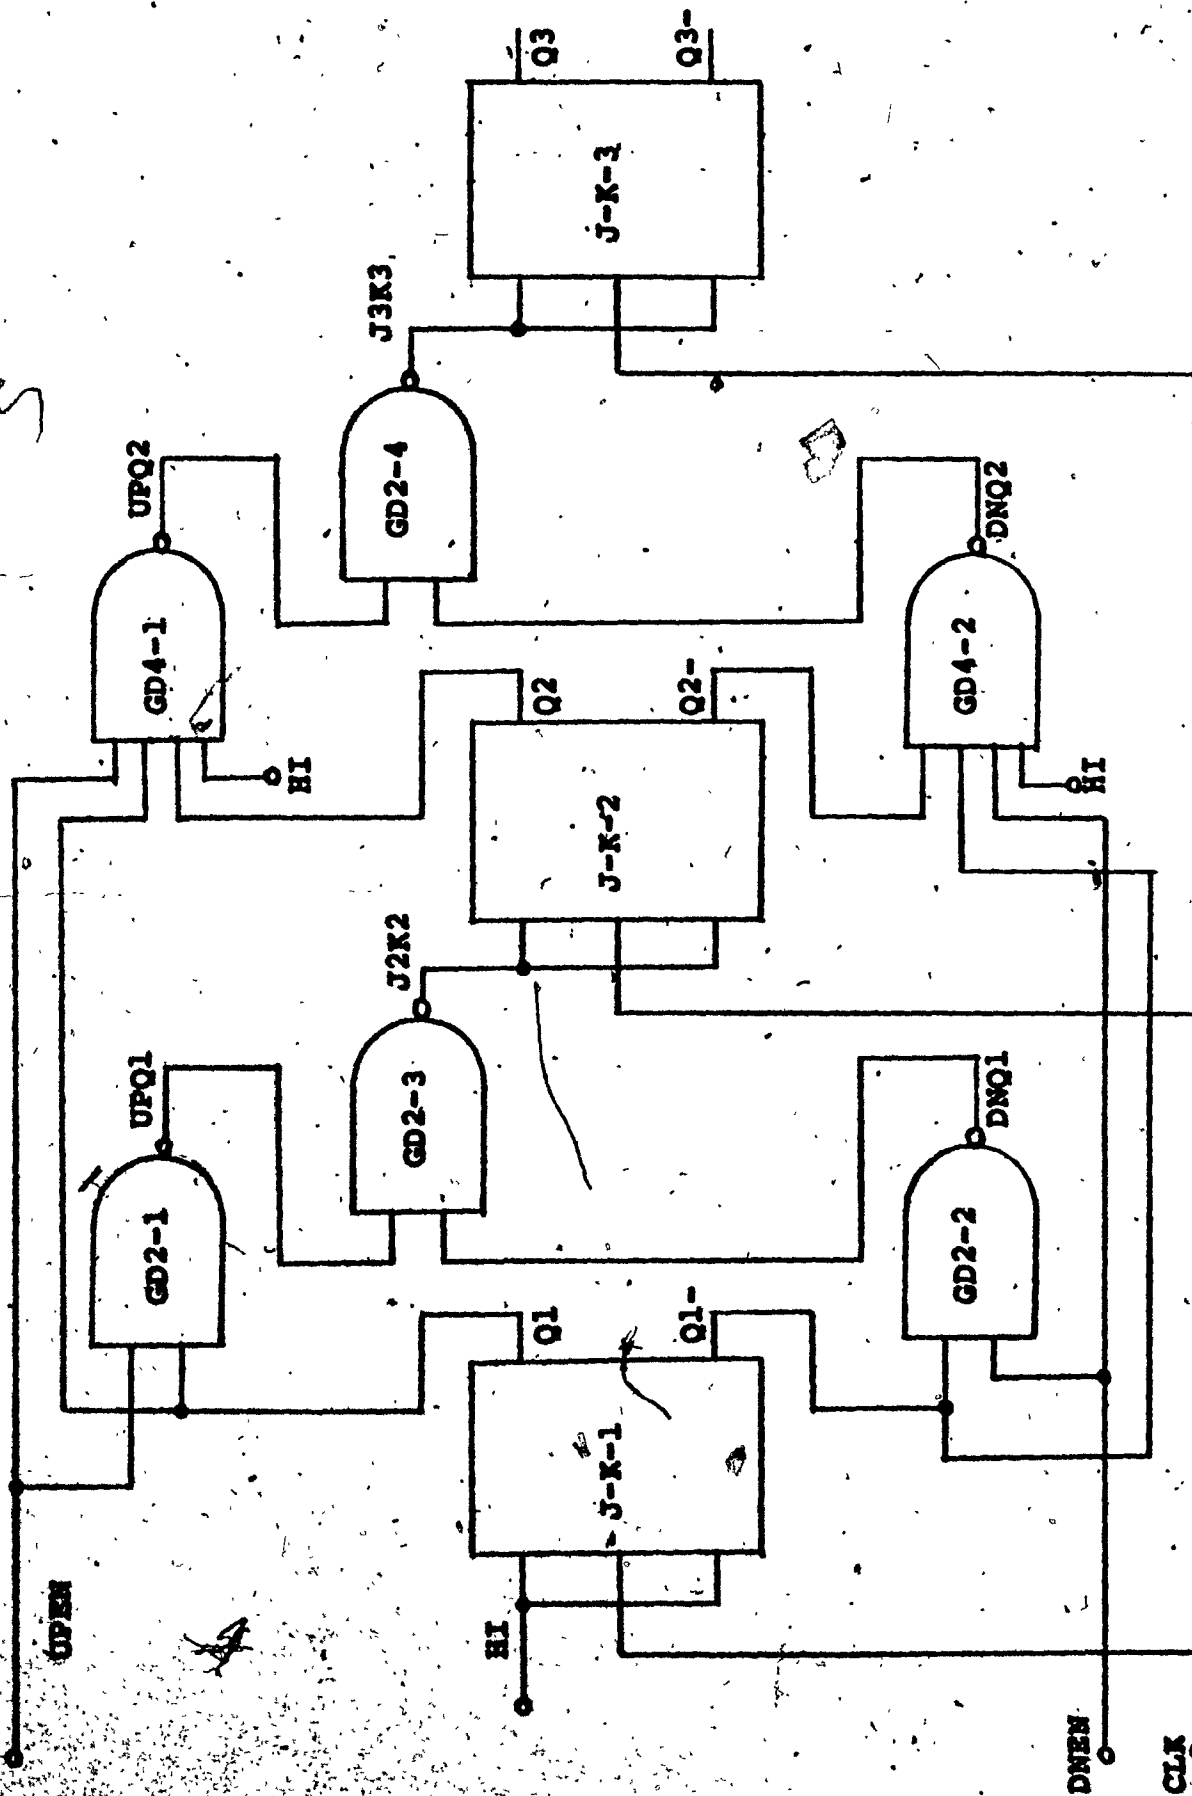 UPEN
GD2-1
UPQ1
GD4-1
UPQ2
HI
HI
J-K-1
Q1
Q1-
GD2-3
J2K2
J-K-2
Q2
Q2-
GD2-4
J3K3
J-K-3
Q3
Q3-
GD2-2
DNQ1
GD4-2
DNQ2
HI
DNEN
CLK